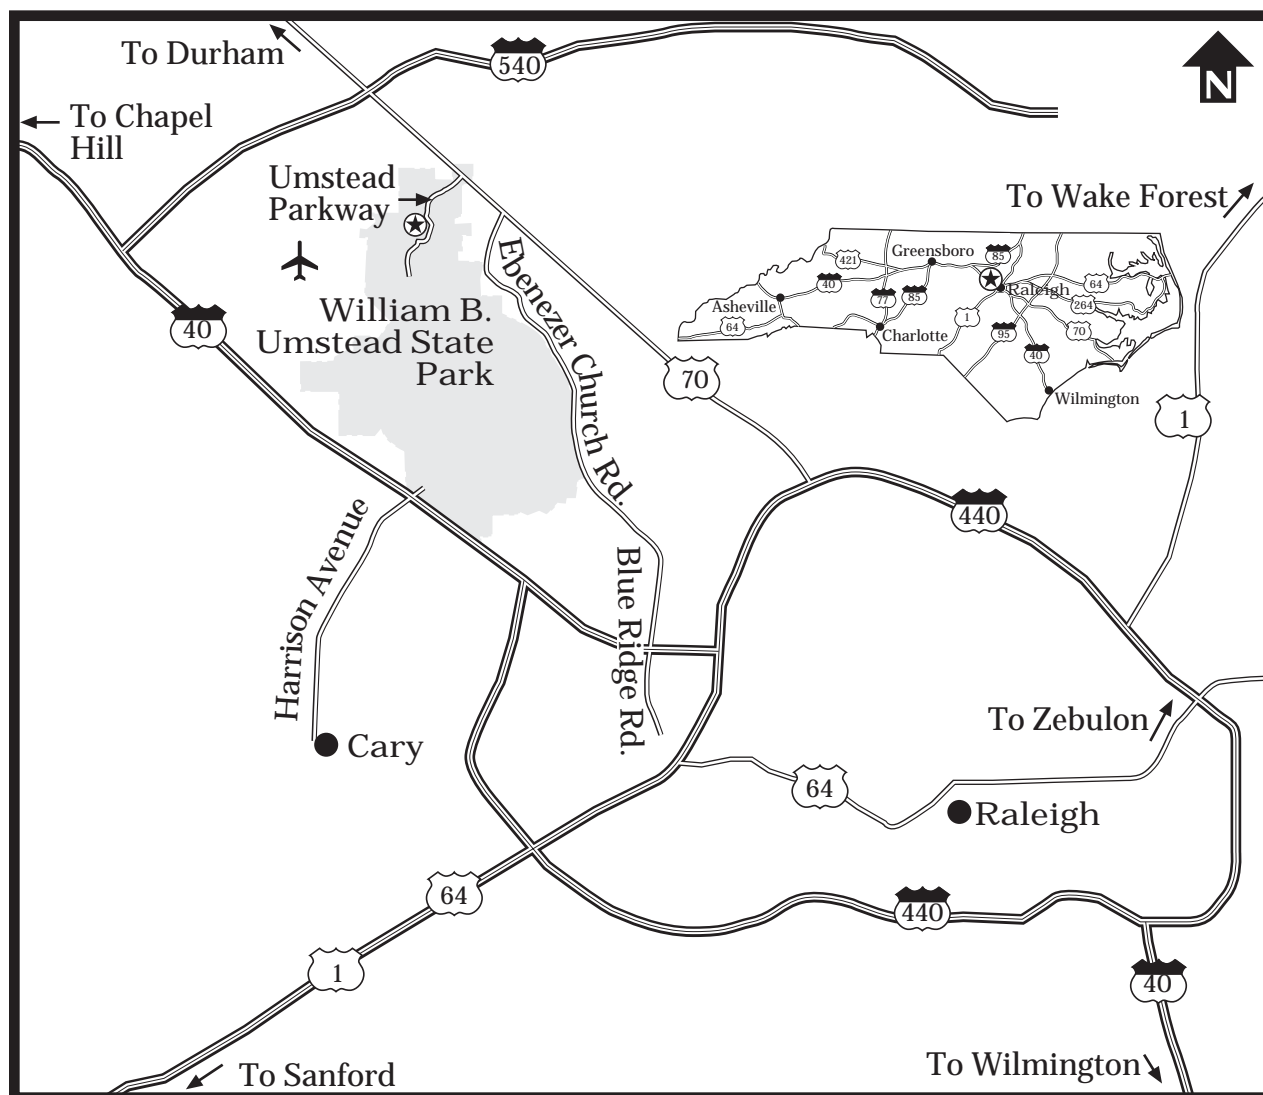 To Durham
540
N
To Chapel
Hill
Umstead
Parkway
To Wake Forest
Ebenezer Church Rd.
Greensboro
421
85
40
77
85
Raleigh
64
264
Asheville
64
1
95
70
Charlotte
40
Wilmington
40
William B.
Umstead State
Park
70
1
440
Harrison Avenue
Blue Ridge Rd.
Cary
To Zebulon
64
Raleigh
64
440
1
40
To Sanford
To Wilmington